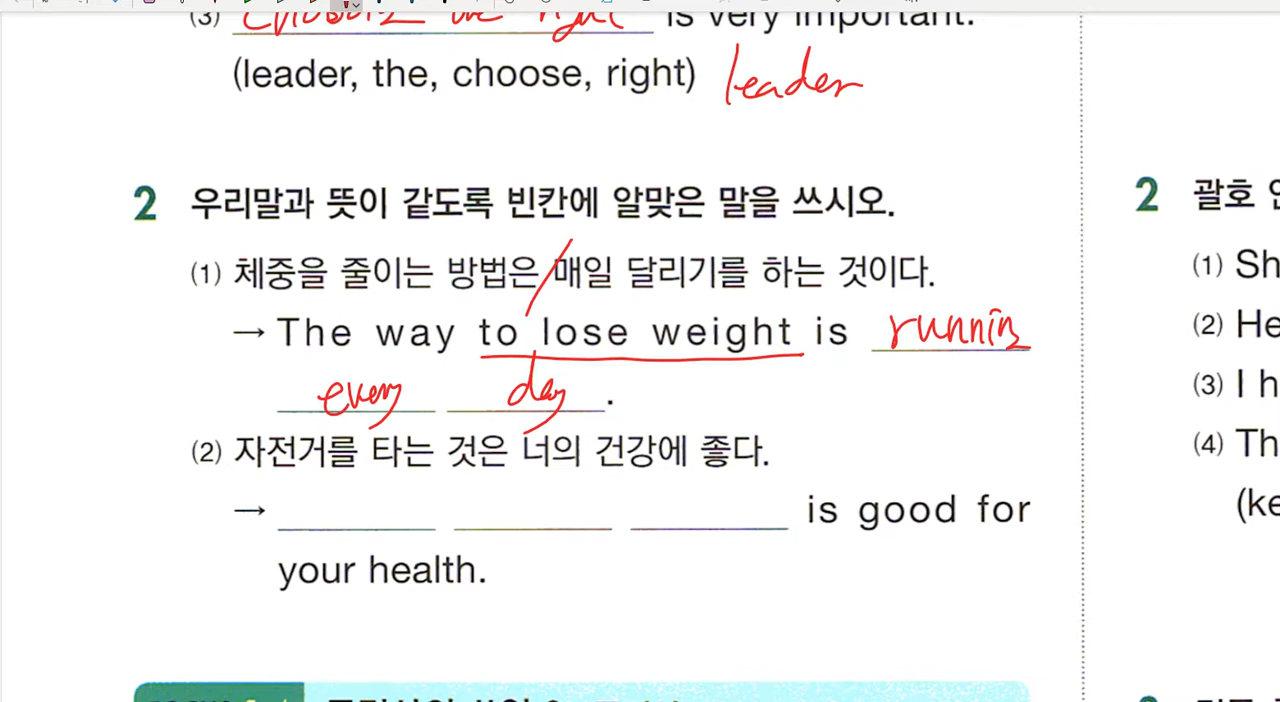 (3) choosing the right is very important.
(leader, the, choose, right) leader
2 우리말과 뜻이 같도록 빈칸에 알맞은 말을 쓰시오.
(1) 체중을 줄이는 방법은 매일 달리기를 하는 것이다.
→ The way to lose weight is running
every day .
(2) 자전거를 타는 것은 너의 건강에 좋다.
→ is good for
your health.
2 괄호
(1) Sh
(2) He
(3) I h
(4) Th
(ke